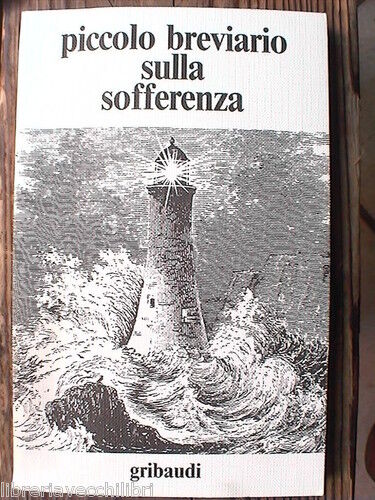 piccolo breviario
sulla
sofferenza
gribaudi
© libreriavecchilibri